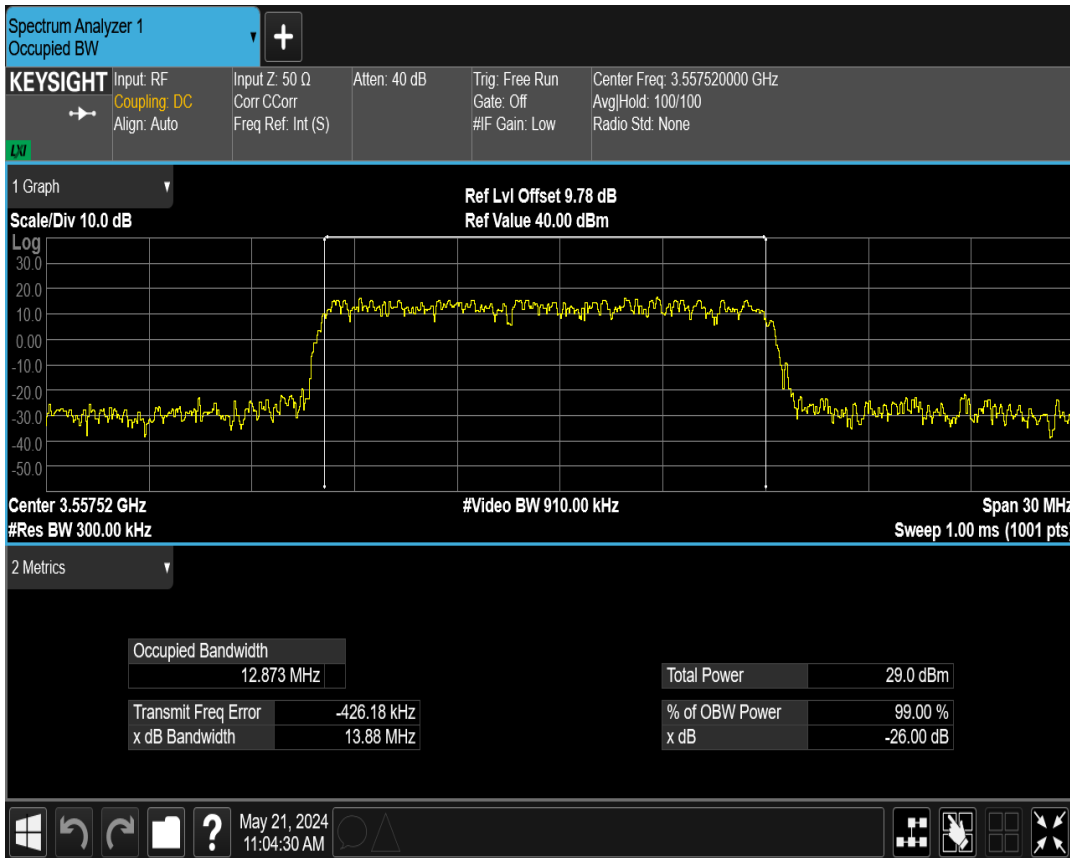 Spectrum Analyzer 1
Occupied BW
KEYSIGHT
LXI
Input: RF
Coupling: DC
Align: Auto
Input Z: 50 Ω
Corr CCorr
Freq Ref: Int (S)
Atten: 40 dB
Trig: Free Run
Gate: Off
#IF Gain: Low
Center Freq: 3.557520000 GHz
Avg|Hold: 100/100
Radio Std: None
1 Graph
Ref Lvl Offset 9.78 dB
Scale/Div 10.0 dB
Ref Value 40.00 dBm
Log
30.0
20.0
10.0
0.00
-10.0
-20.0
-30.0
-40.0
-50.0
Center 3.55752 GHz
#Video BW 910.00 kHz
Span 30 MHz
#Res BW 300.00 kHz
Sweep 1.00 ms (1001 pts)
2 Metrics
Occupied Bandwidth
12.873 MHz
Total Power 29.0 dBm
Transmit Freq Error -426.18 kHz
% of OBW Power 99.00 %
x dB Bandwidth 13.88 MHz
x dB -26.00 dB
May 21, 2024
11:04:30 AM